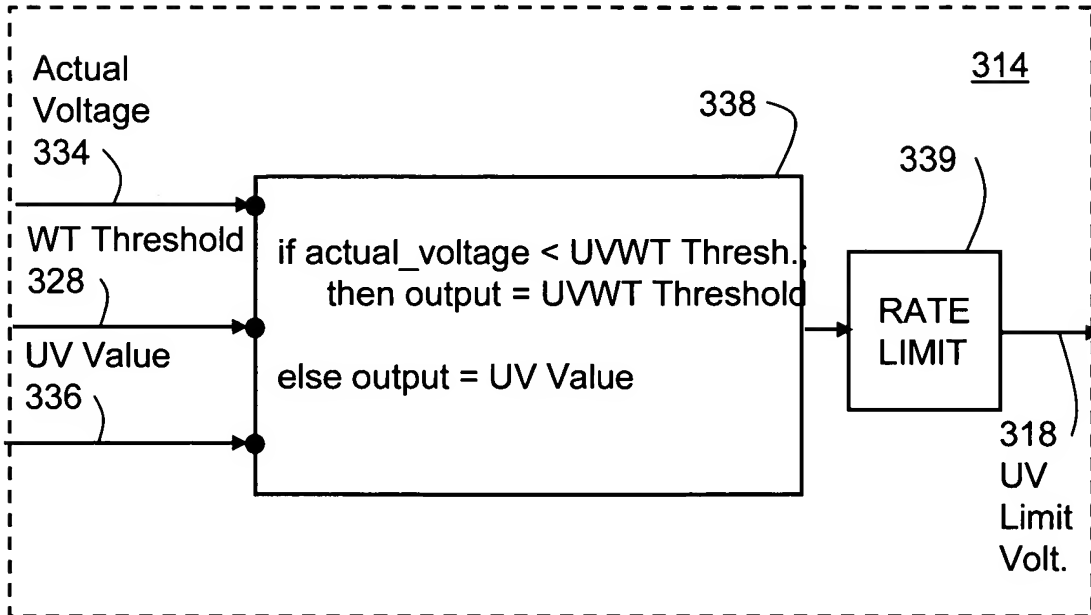 314
Actual
Voltage
334
338
339
WT Threshold
328
UV Value
336
if actual_voltage < UVWT Thresh.;
then output = UVWT Threshold
else output = UV Value
RATE
LIMIT
318
UV
Limit
Volt.